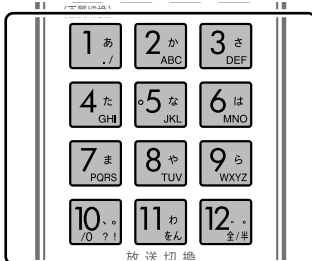 1 あ ./
2 か ABC
3 さ DEF
4 た GHI
5 な JKL
6 は MNO
7 ま PQRS
8 や TUV
9 ら WXYZ
10 、。 /0 ?!
11 わをん
12 ゛゜ 全/半
放送切換